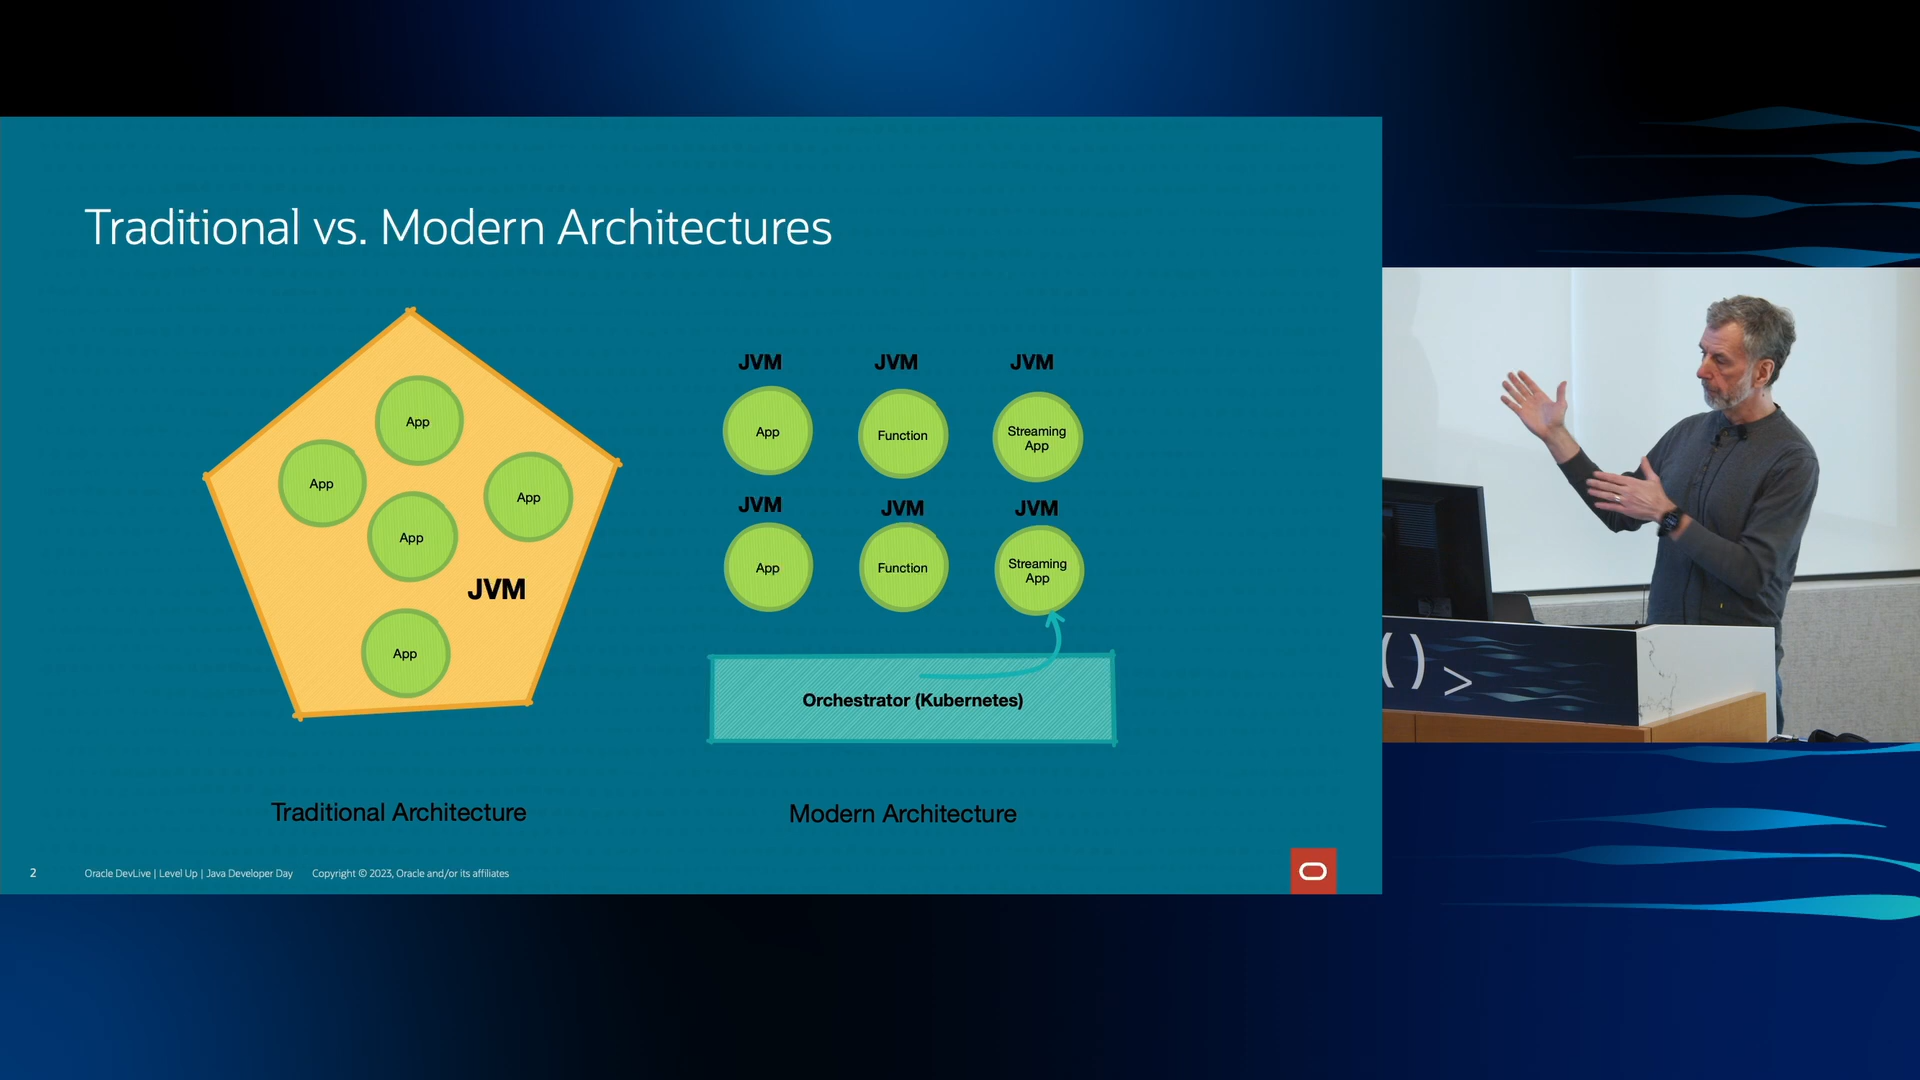 Traditional vs. Modern Architectures
App
App
App
App
JVM
App
Traditional Architecture
JVM
JVM
JVM
App
Function
Streaming
App
JVM
JVM
JVM
App
Function
Streaming
App
Orchestrator (Kubernetes)
Modern Architecture
2
Oracle DevLive | Level Up | Java Developer Day
Copyright © 2023, Oracle and/or its affiliates
()>